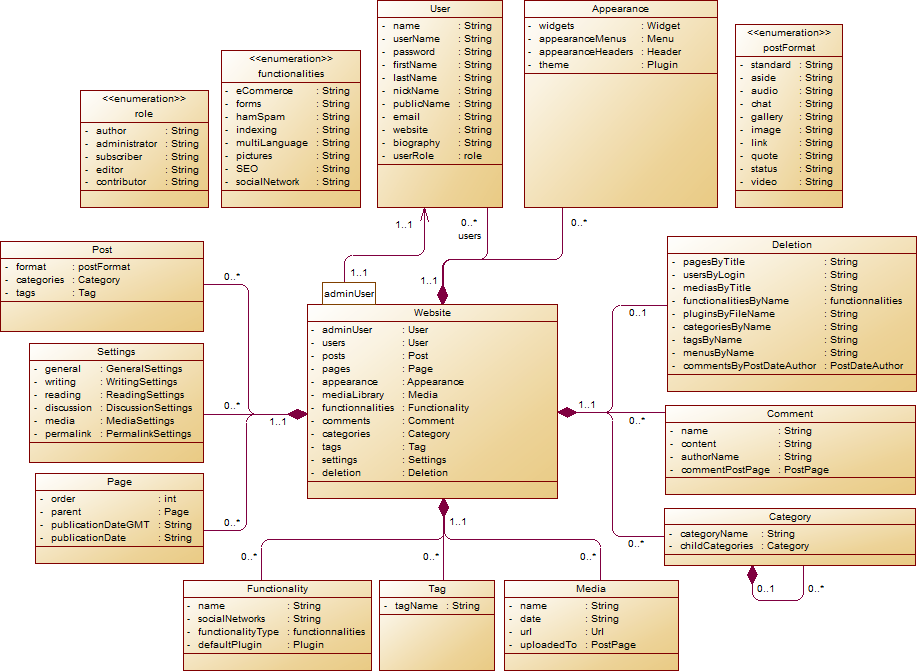 User
- name : String
- userName : String
- password : String
- firstName : String
- lastName : String
- nickName : String
- publicName : String
- email : String
- website : String
- biography : String
- userRole : role
Appearance
- widgets : Widget
- appearanceMenus : Menu
- appearanceHeaders : Header
- theme : Plugin
<<enumeration>>
postFormat
- standard : String
- aside : String
- audio : String
- chat : String
- gallery : String
- image : String
- link : String
- quote : String
- status : String
- video : String
<<enumeration>>
functionalities
- eCommerce : String
- forms : String
- hamSpam : String
- indexing : String
- multiLanguage : String
- pictures : String
- SEO : String
- socialNetwork : String
<<enumeration>>
role
- author : String
- administrator : String
- subscriber : String
- editor : String
- contributor : String
1..1
0..*
users
0..*
1..1
1..1
adminUser
Post
- format : postFormat
- categories : Category
- tags : Tag
0..*
Settings
- general : GeneralSettings
- writing : WritingSettings
- reading : ReadingSettings
- discussion : DiscussionSettings
- media : MediaSettings
- permalink : PermalinkSettings
0..*
1..1
Page
- order : int
- parent : Page
- publicationDateGMT : String
- publicationDate : String
0..*
Website
- adminUser : User
- users : User
- posts : Post
- pages : Page
- appearance : Appearance
- mediaLibrary : Media
- functionnalities : Functionality
- comments : Comment
- categories : Category
- tags : Tag
- settings : Settings
- deletion : Deletion
Deletion
- pagesByTitle : String
- usersByLogin : String
- mediasByTitle : String
- functionalitiesByName : functionnalities
- pluginsByFileName : String
- categoriesByName : String
- tagsByName : String
- menusByName : String
- commentsByPostDateAuthor : PostDateAuthor
0..1
1..1
0..*
Comment
- name : String
- content : String
- authorName : String
- commentPostPage : PostPage
Category
- categoryName : String
- childCategories : Category
0..*
0..1
0..*
1..1
0..*
0..*
0..*
Functionality
- name : String
- socialNetworks : String
- functionalityType : functionnalities
- defaultPlugin : Plugin
Tag
- tagName : String
Media
- name : String
- date : String
- url : Url
- uploadedTo : PostPage